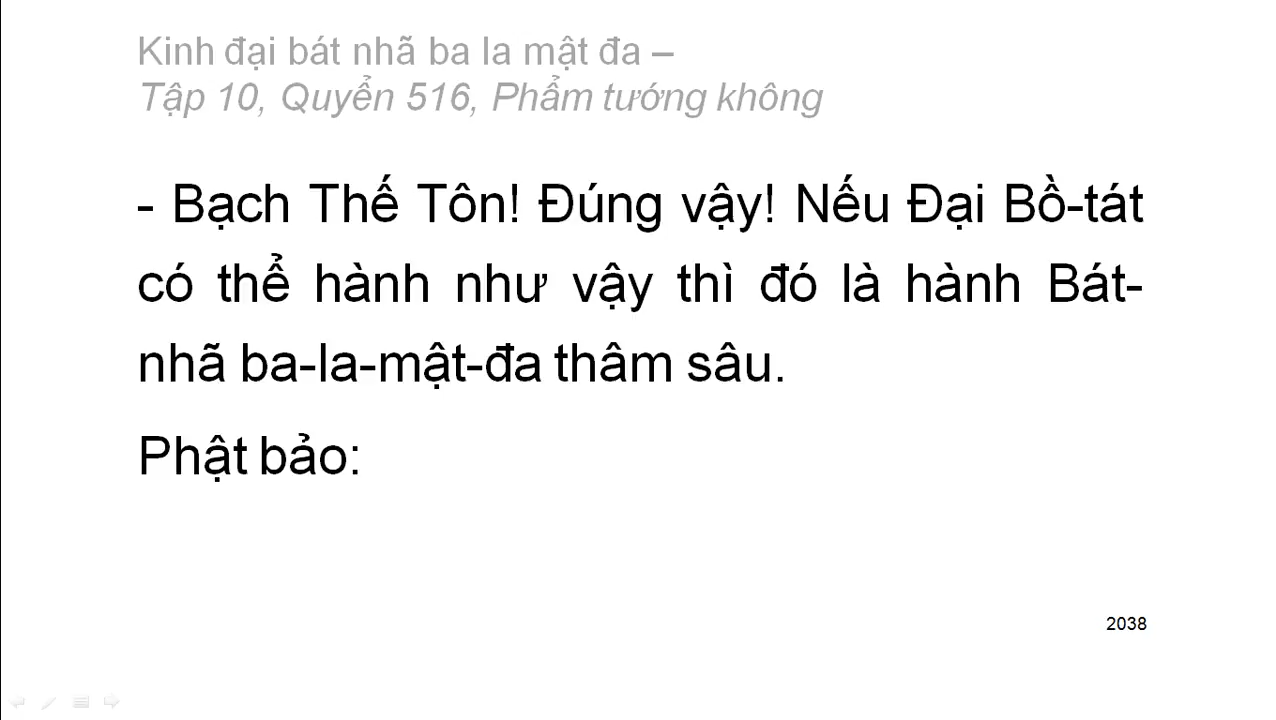 Kinh đại bát nhã ba la mật đa –
Tập 10, Quyển 516, Phẩm tướng không
- Bạch Thế Tôn! Đúng vậy! Nếu Đại Bồ-tát
có thể hành như vậy thì đó là hành Bát-
nhã ba-la-mật-đa thâm sâu.
Phật bảo:
2038